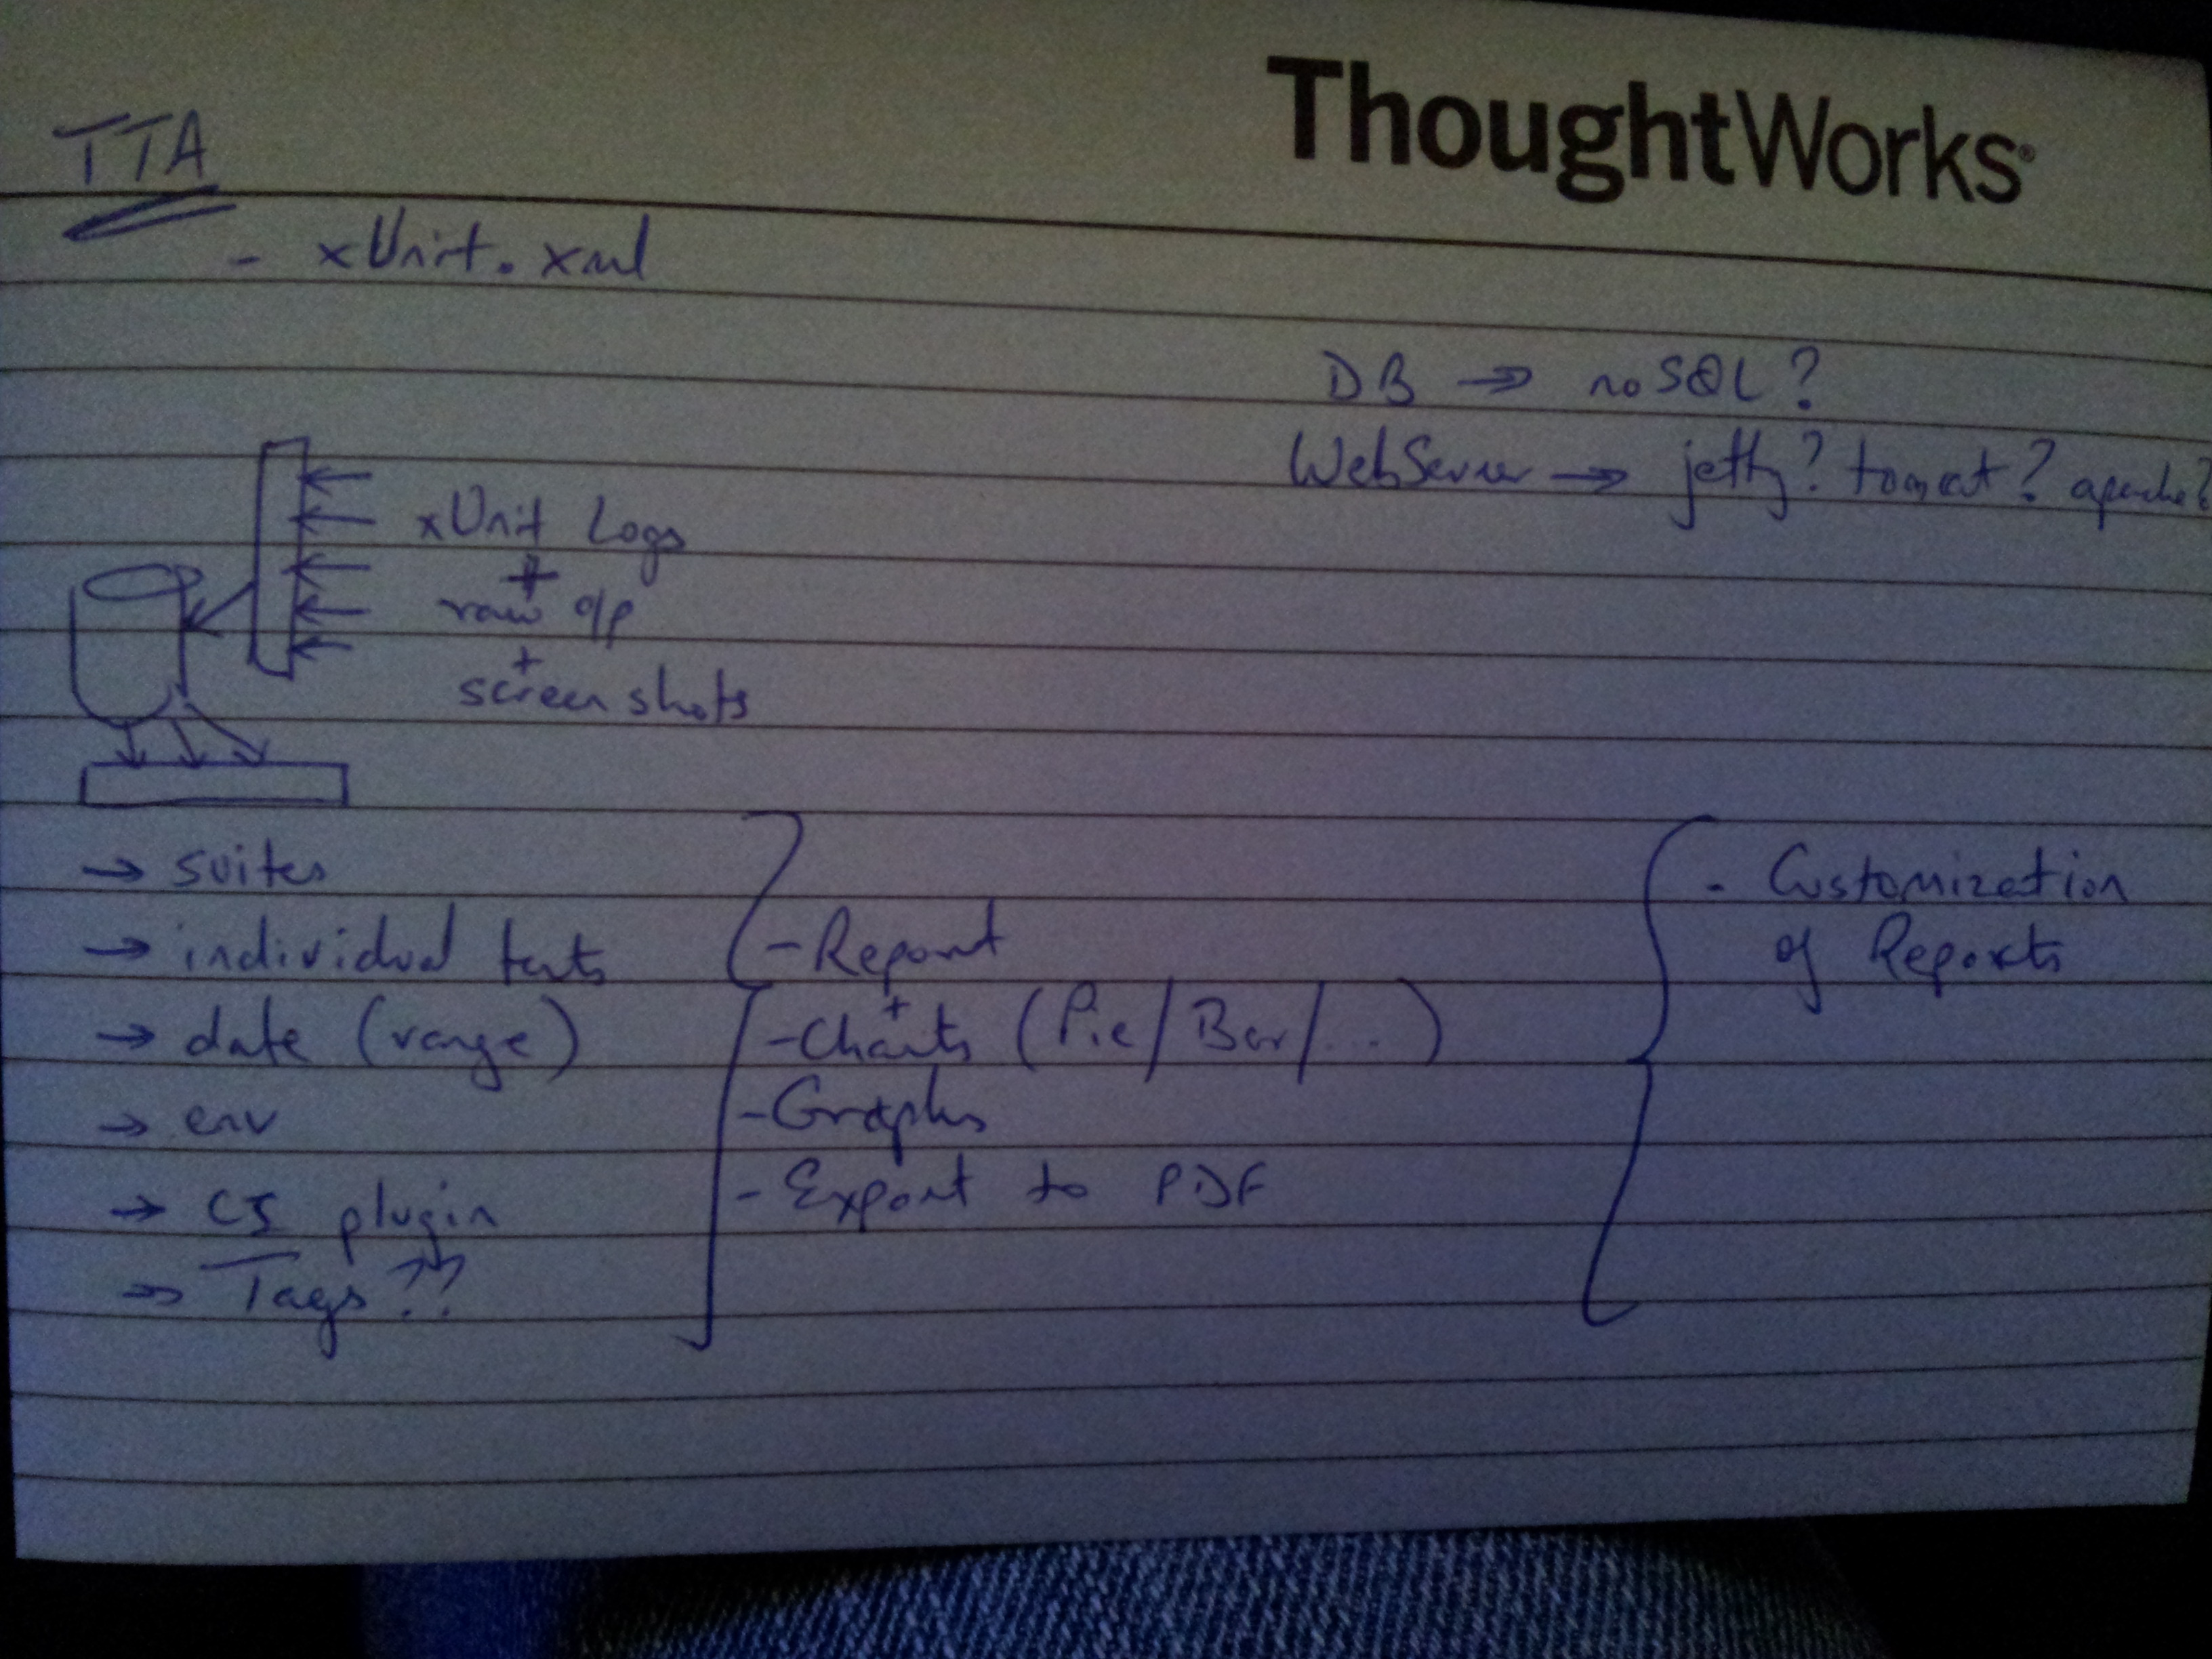 ThoughtWorks®
TTA
- xUnit.xml
DB → noSQL?
WebServer → jetty? tomcat? apache?
xUnit Logs
+
raw o/p
+
screenshots
→ suites
→ individual tests
→ date (range)
→ env
→ CI plugin
→ Tags??
- Report
+
- Charts (Pie/Bar/...)
- Graphs
- Export to PDF
- Customization
of Reports